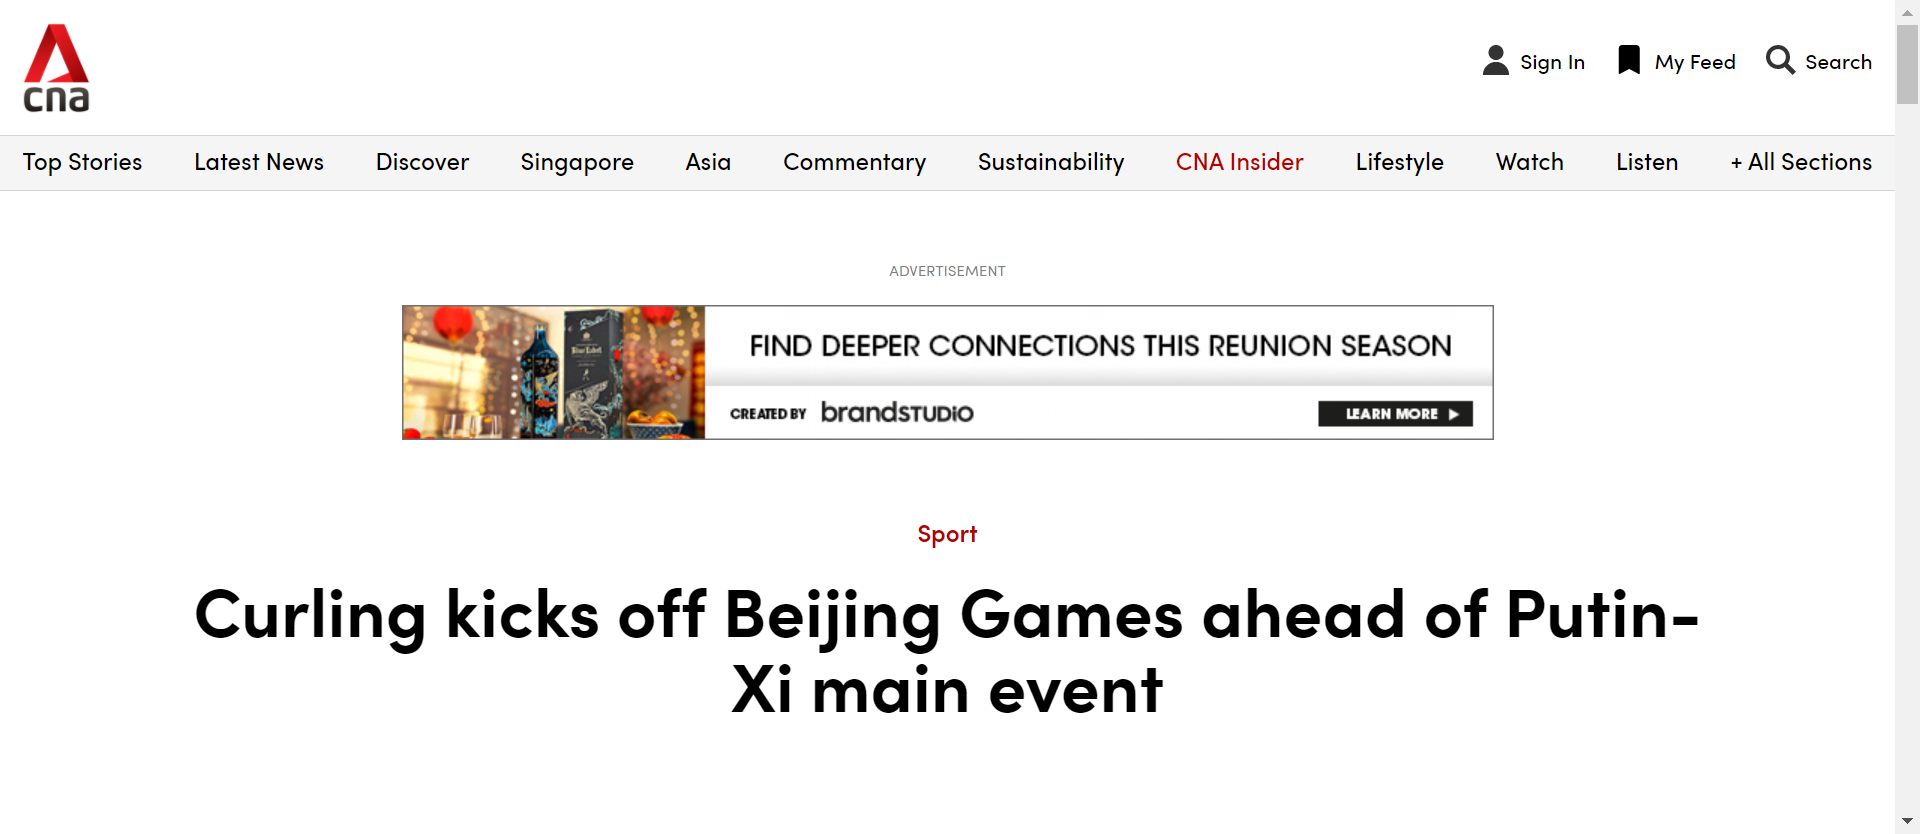 cna
Sign In
My Feed
Search
Top Stories
Latest News
Discover
Singapore
Asia
Commentary
Sustainability
CNA Insider
Lifestyle
Watch
Listen
+ All Sections
ADVERTISEMENT
Blue Label
FIND DEEPER CONNECTIONS THIS REUNION SEASON
CREATED BY brandSTUDIO
LEARN MORE
Sport
Curling kicks off Beijing Games ahead of Putin-
Xi main event